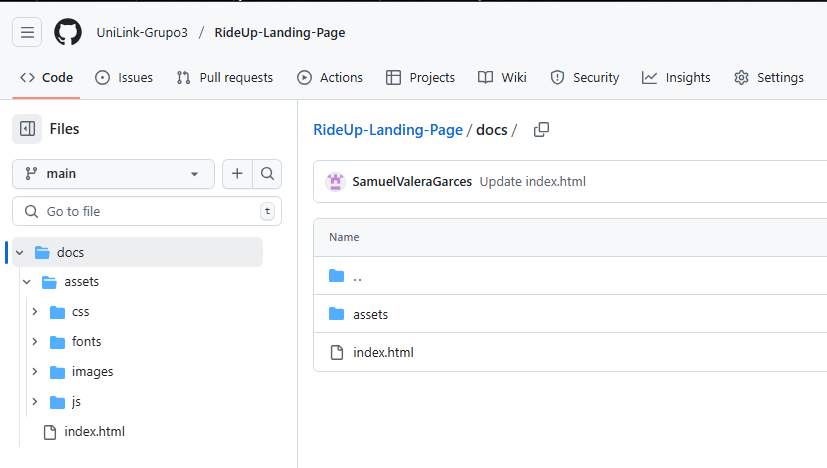 UniLink-Grupo3 / RideUp-Landing-Page
Code Issues Pull requests Actions Projects Wiki Security Insights Settings
Files
main
Go to file t
docs
assets
css
fonts
images
js
index.html
RideUp-Landing-Page / docs /
SamuelValeraGarces Update index.html
Name
..
assets
index.html